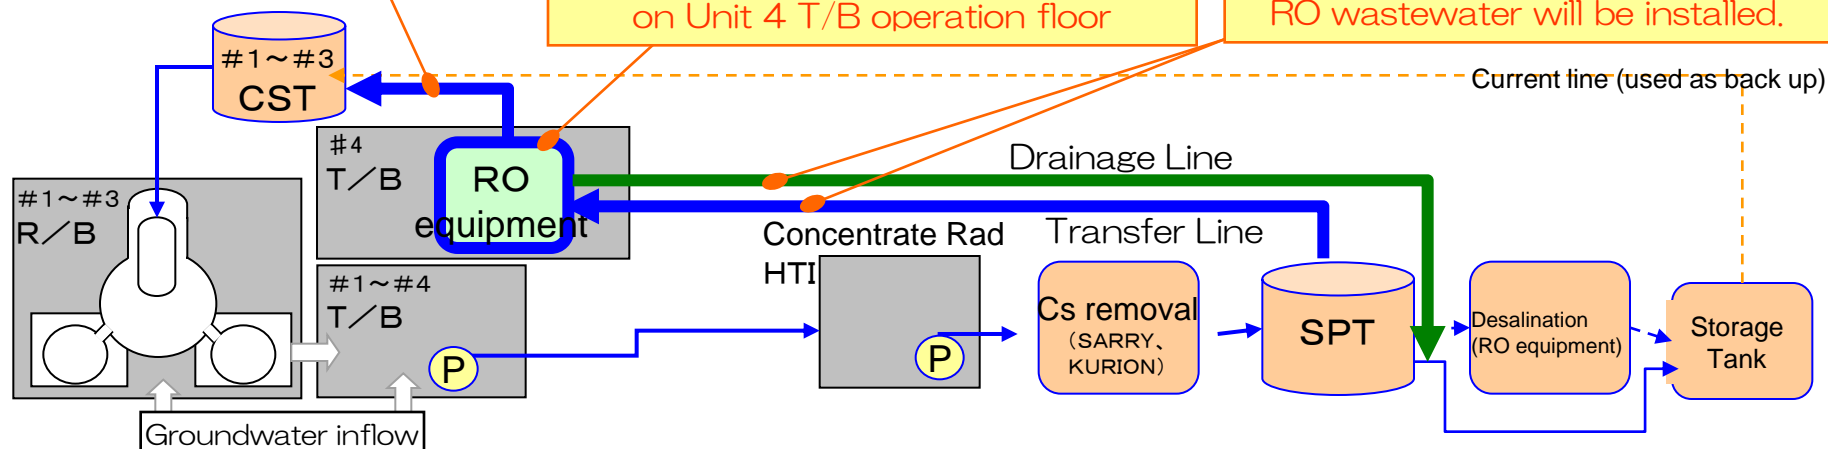 on Unit 4 T/B operation floor
RO wastewater will be installed.
#1～#3
CST
Current line (used as back up)
#4
T／B
RO
equipment
Drainage Line
#1～#3
R／B
Concentrate Rad
HTI
Transfer Line
#1～#4
T／B
P
P
Cs removal
（SARRY、
KURION）
SPT
Desalination
(RO equipment)
Storage
Tank
Groundwater inflow